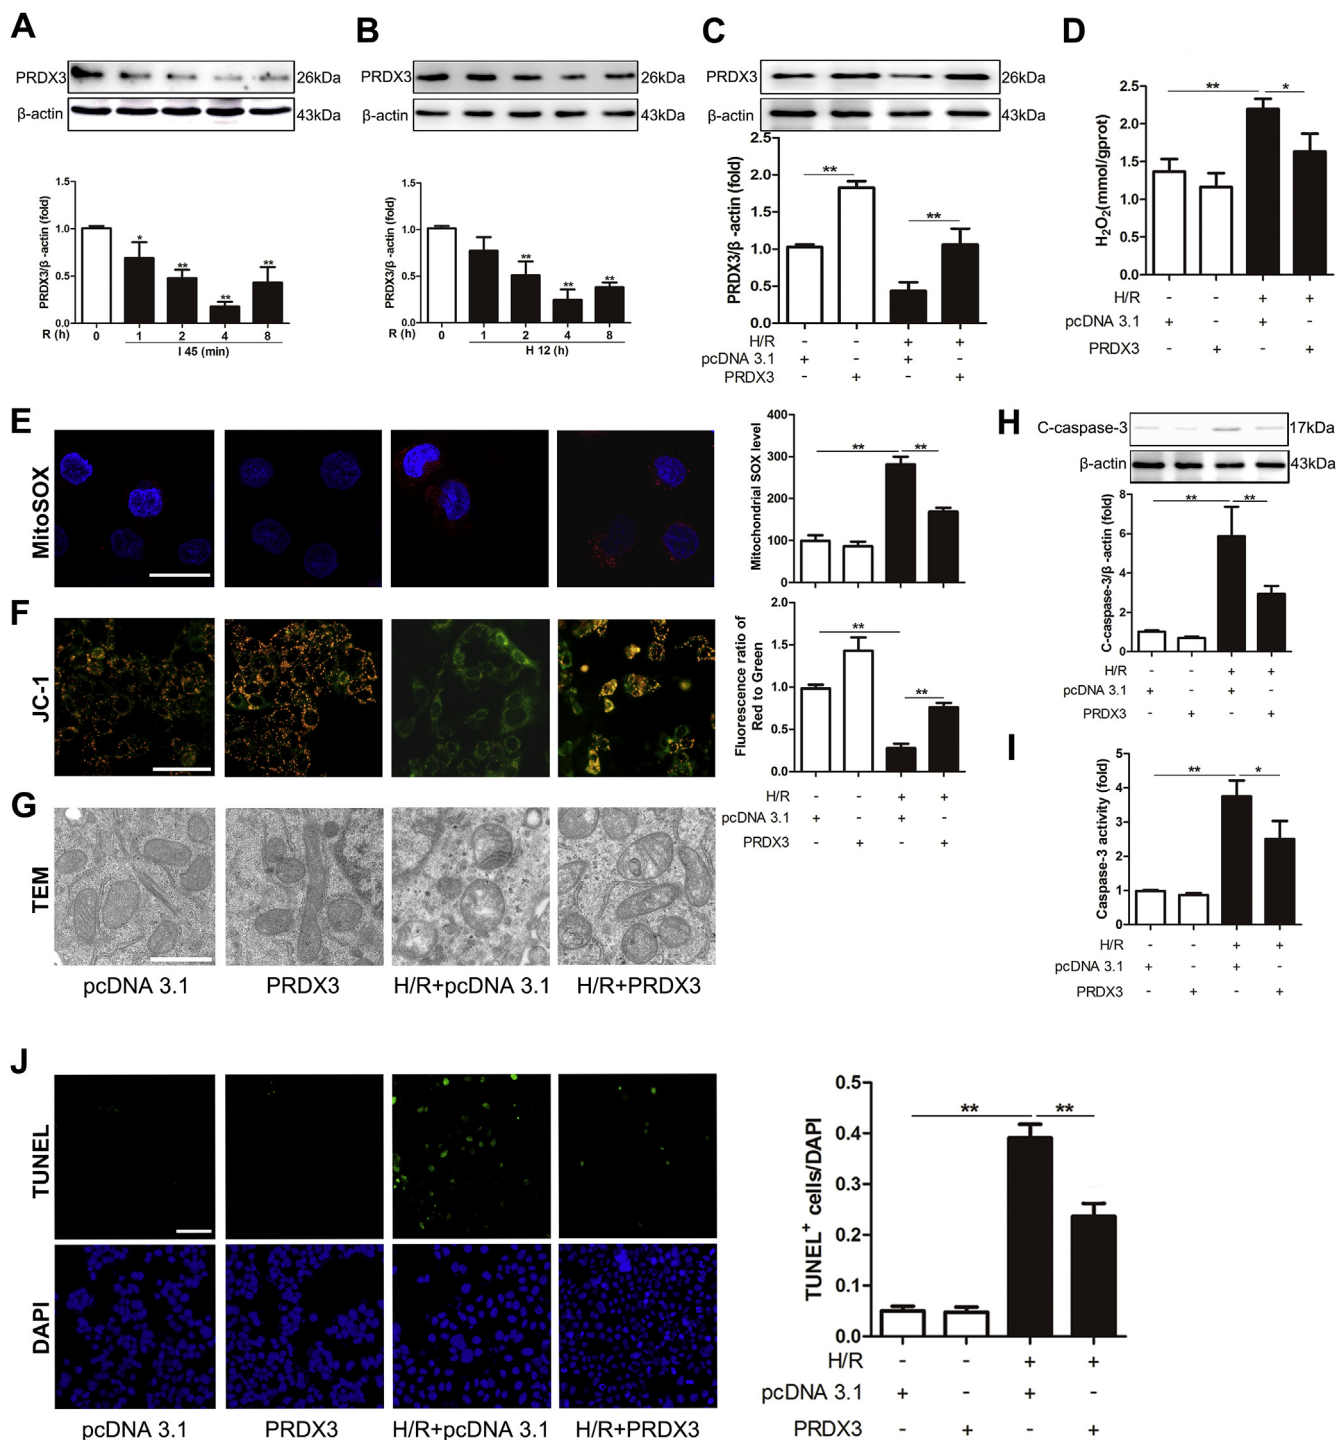 A
PRDX3
26kDa
β-actin
43kDa
PRDX3/β -actin (fold)
1.5
1.0
0.5
0.0
* ** ** **
R (h) 0 1 2 4 8
I 45 (min)
B
PRDX3
26kDa
β-actin
43kDa
PRDX3/β -actin (fold)
1.5
1.0
0.5
0.0
** ** **
R (h) 0 1 2 4 8
H 12 (h)
C
PRDX3
26kDa
β-actin
43kDa
PRDX3/β -actin (fold)
2.5
2.0
1.5
1.0
0.5
0.0
** **
H/R - - + +
pcDNA 3.1 + - + -
PRDX3 - + - +
D
H2O2(mmol/gprot)
2.5
2.0
1.5
1.0
0.5
0.0
** *
H/R - - + +
pcDNA 3.1 + - + -
PRDX3 - + - +
E
MitoSOX
Mitochondrial SOX level
400
300
200
100
0
** **
F
JC-1
Fluorescence ratio of
Red to Green
2.0
1.5
1.0
0.5
0.0
** **
H/R - - + +
pcDNA 3.1 + - + -
PRDX3 - + - +
G
TEM
pcDNA 3.1 PRDX3 H/R+pcDNA 3.1 H/R+PRDX3
H
C-caspase-3
17kDa
β-actin
43kDa
C-caspase-3/β -actin (fold)
8
6
4
2
0
** **
H/R - - + +
pcDNA 3.1 + - + -
PRDX3 - + - +
I
Caspase-3 activity (fold)
5
4
3
2
1
0
** *
H/R - - + +
pcDNA 3.1 + - + -
PRDX3 - + - +
J
TUNEL
DAPI
pcDNA 3.1 PRDX3 H/R+pcDNA 3.1 H/R+PRDX3
TUNEL+ cells/DAPI
0.5
0.4
0.3
0.2
0.1
0.0
** **
H/R - - + +
pcDNA 3.1 + - + -
PRDX3 - + - +